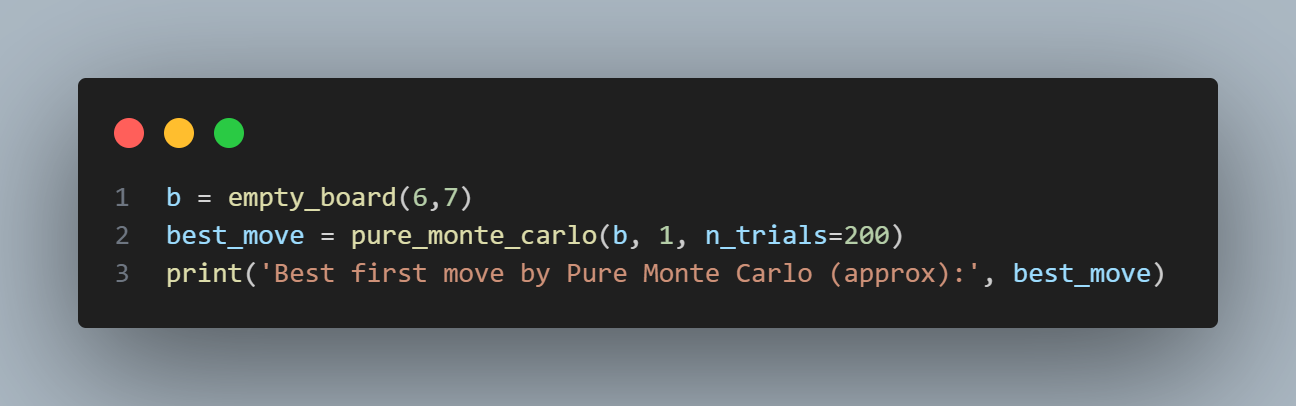 1 b = empty_board(6,7)
2 best_move = pure_monte_carlo(b, 1, n_trials=200)
3 print('Best first move by Pure Monte Carlo (approx):', best_move)